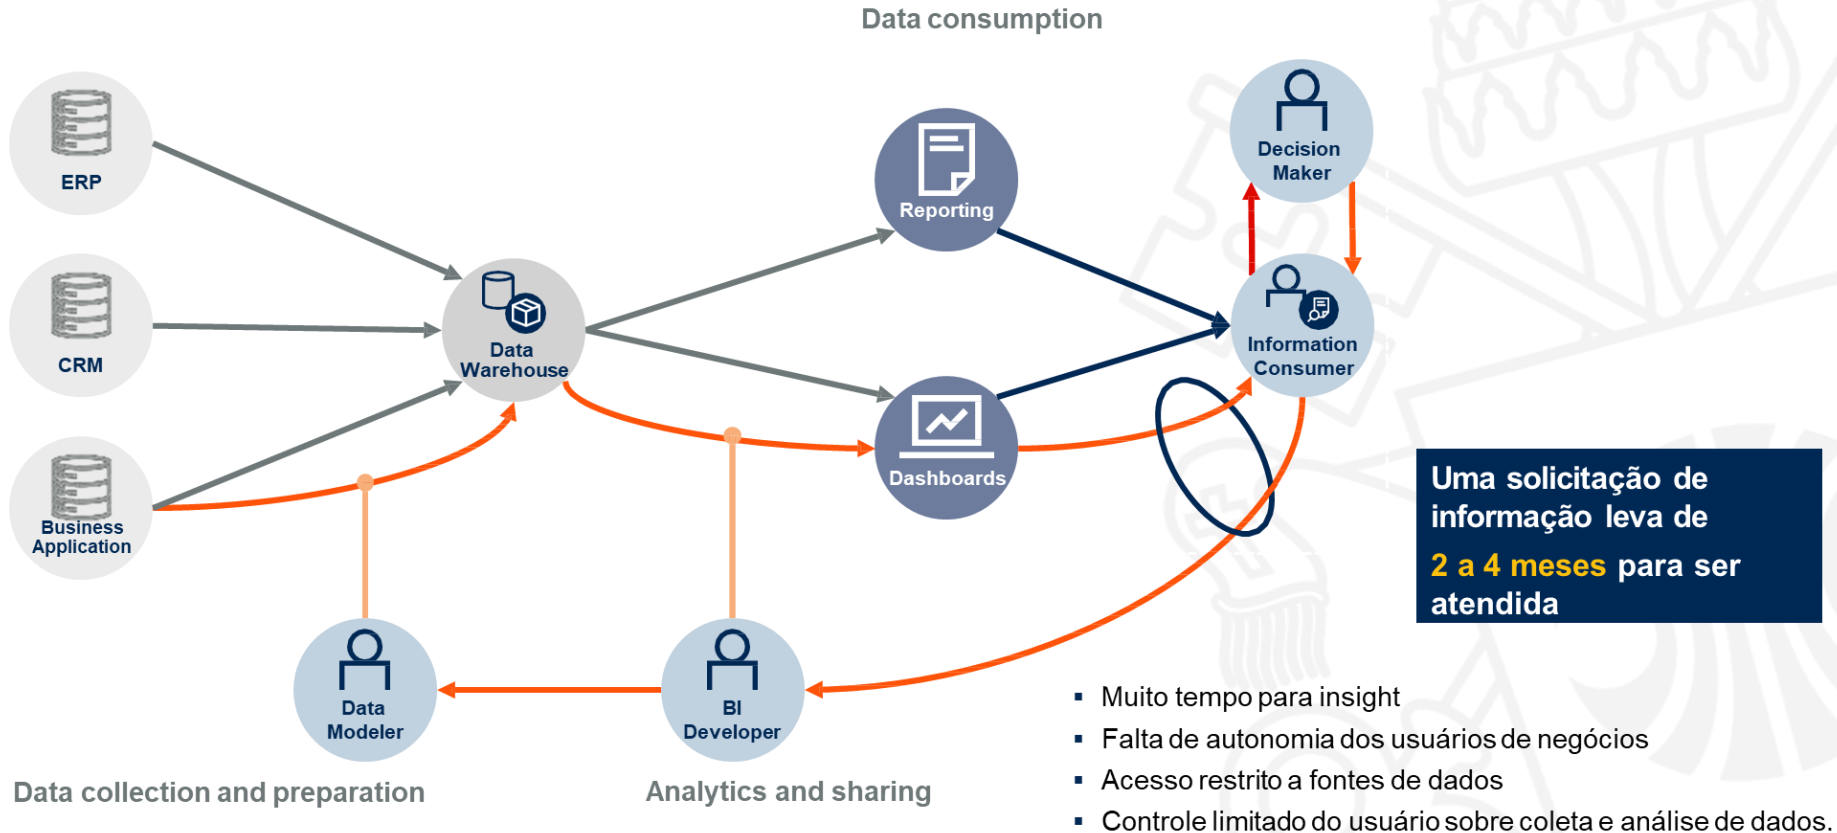 Data consumption
ERP
CRM
Business
Application
Data
Warehouse
Reporting
Dashboards
Decision
Maker
Information
Consumer
Uma solicitação de
informação leva de
2 a 4 meses para ser
atendida
Data
Modeler
BI
Developer
Data collection and preparation
Analytics and sharing
▪ Muito tempo para insight
▪ Falta de autonomia dos usuários de negócios
▪ Acesso restrito a fontes de dados
▪ Controle limitado do usuário sobre coleta e análise de dados.